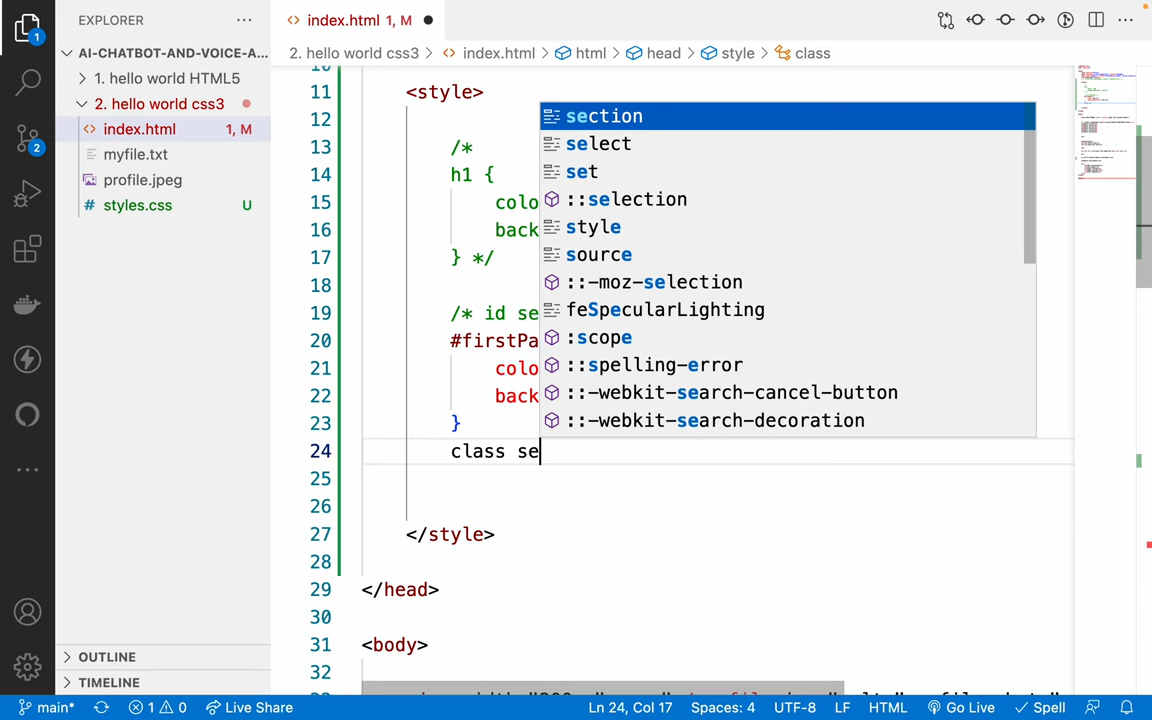 EXPLORER
index.html 1, M
AI-CHATBOT-AND-VOICE-A...
1. hello world HTML5
2. hello world css3
index.html 1, M
myfile.txt
profile.jpeg
styles.css U
OUTLINE
TIMELINE
1
2
2. hello world css3 > index.html > html > head > style > class
11 <style>
12
13 /*
14 h1 {
15 colo
16 back
17 } */
18
19 /* id se
20 #firstPa
21 colo
22 back
23 }
24 class se
25
26
27 </style>
28
29 </head>
30
31 <body>
32
section
select
set
::selection
style
source
::-moz-selection
feSpecularLighting
:scope
::spelling-error
::-webkit-search-cancel-button
::-webkit-search-decoration
main* 1 0 Live Share Ln 24, Col 17 Spaces: 4 UTF-8 LF HTML Go Live Spell